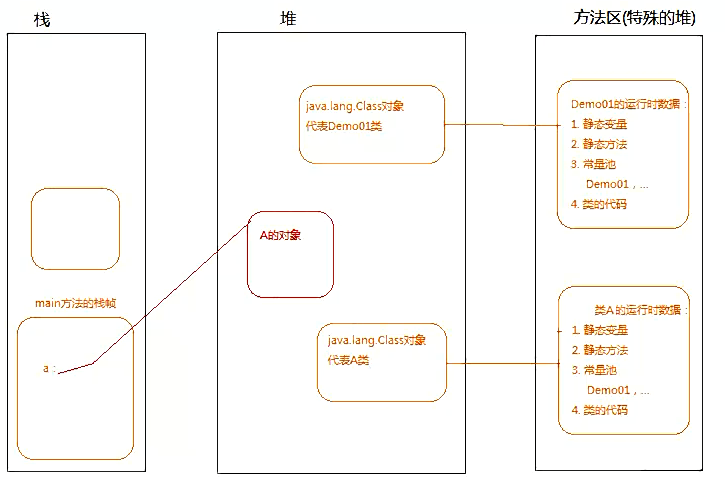 栈
堆
方法区(特殊的堆)
java.lang.Class对象
代表Demo01类
Demo01的运行时数据：
1. 静态变量
2. 静态方法
3. 常量池
Demo01，...
4. 类的代码
A的对象
main方法的栈帧
a：
java.lang.Class对象
代表A类
类A 的运行时数据：
1. 静态变量
2. 静态方法
3. 常量池
Demo01，...
4. 类的代码